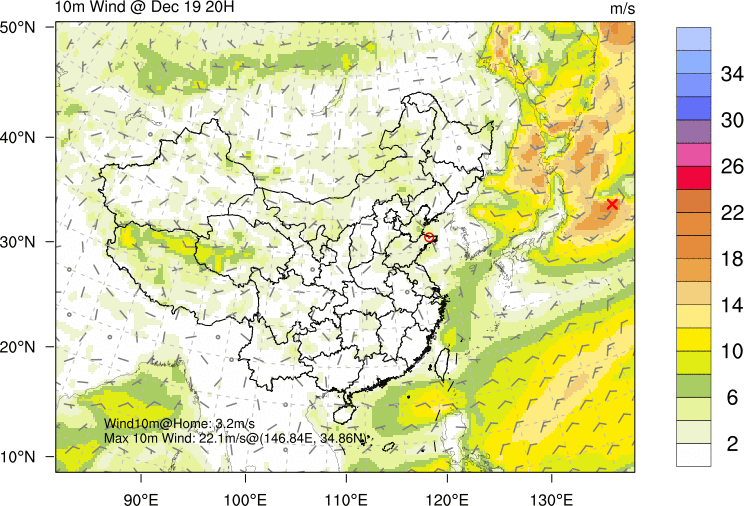 10m Wind @ Dec 19 20H
m/s
50°N
40°N
30°N
20°N
10°N
90°E
100°E
110°E
120°E
130°E
Wind10m@Home: 3.2m/s
Max 10m Wind: 22.1m/s@(146.84E, 34.86N)
34
30
26
22
18
14
10
6
2